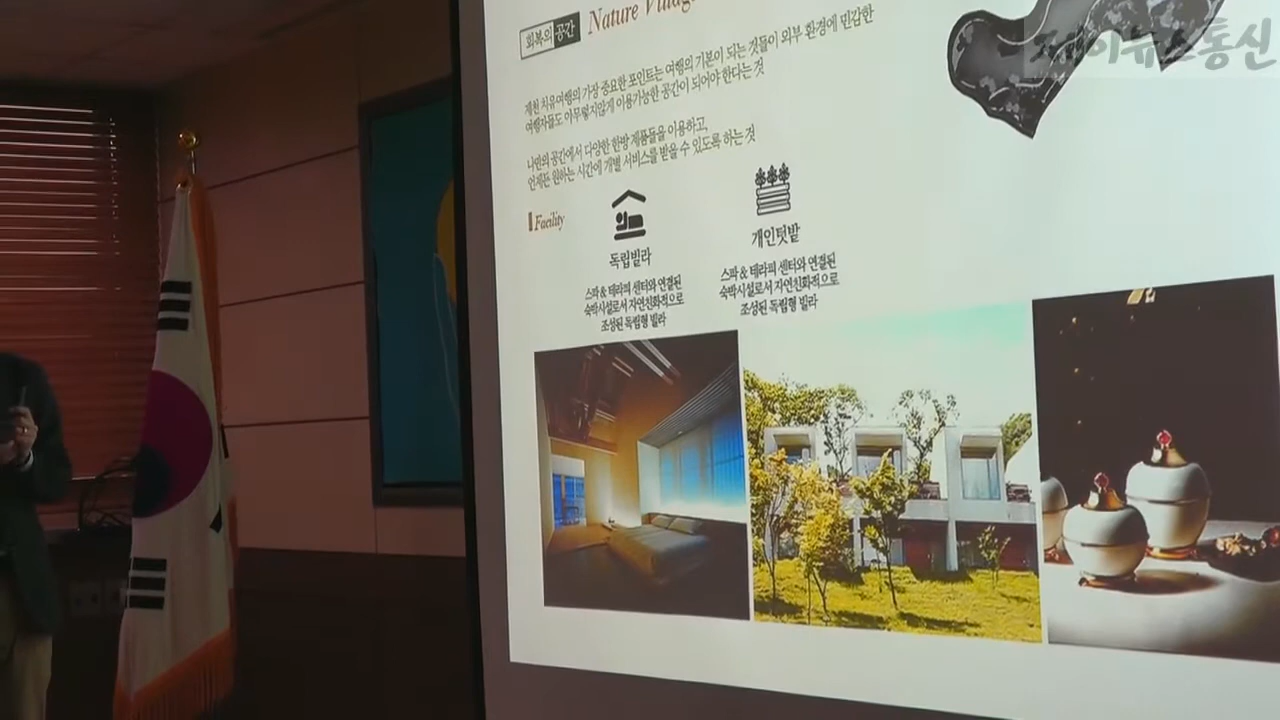 회복의 공간 Nature Village
제이뉴스통신
제천 치유여행의 가장 중요한 포인트는 여행의 기본이 되는 것들이 외부 환경에 민감한
여행자들도 아무렇지않게 이용가능한 공간이 되어야 한다는 것
나만의 공간에서 다양한 한방 제품들을 이용하고,
언제든 원하는 시간에 개별 서비스를 받을 수 있도록 하는 것
Facility
독립빌라
스파 & 테라피 센터와 연결된
숙박시설로서 자연친화적으로
조성된 독립형 빌라
개인텃밭
스파 & 테라피 센터와 연결된
숙박시설로서 자연친화적으로
조성된 독립형 빌라